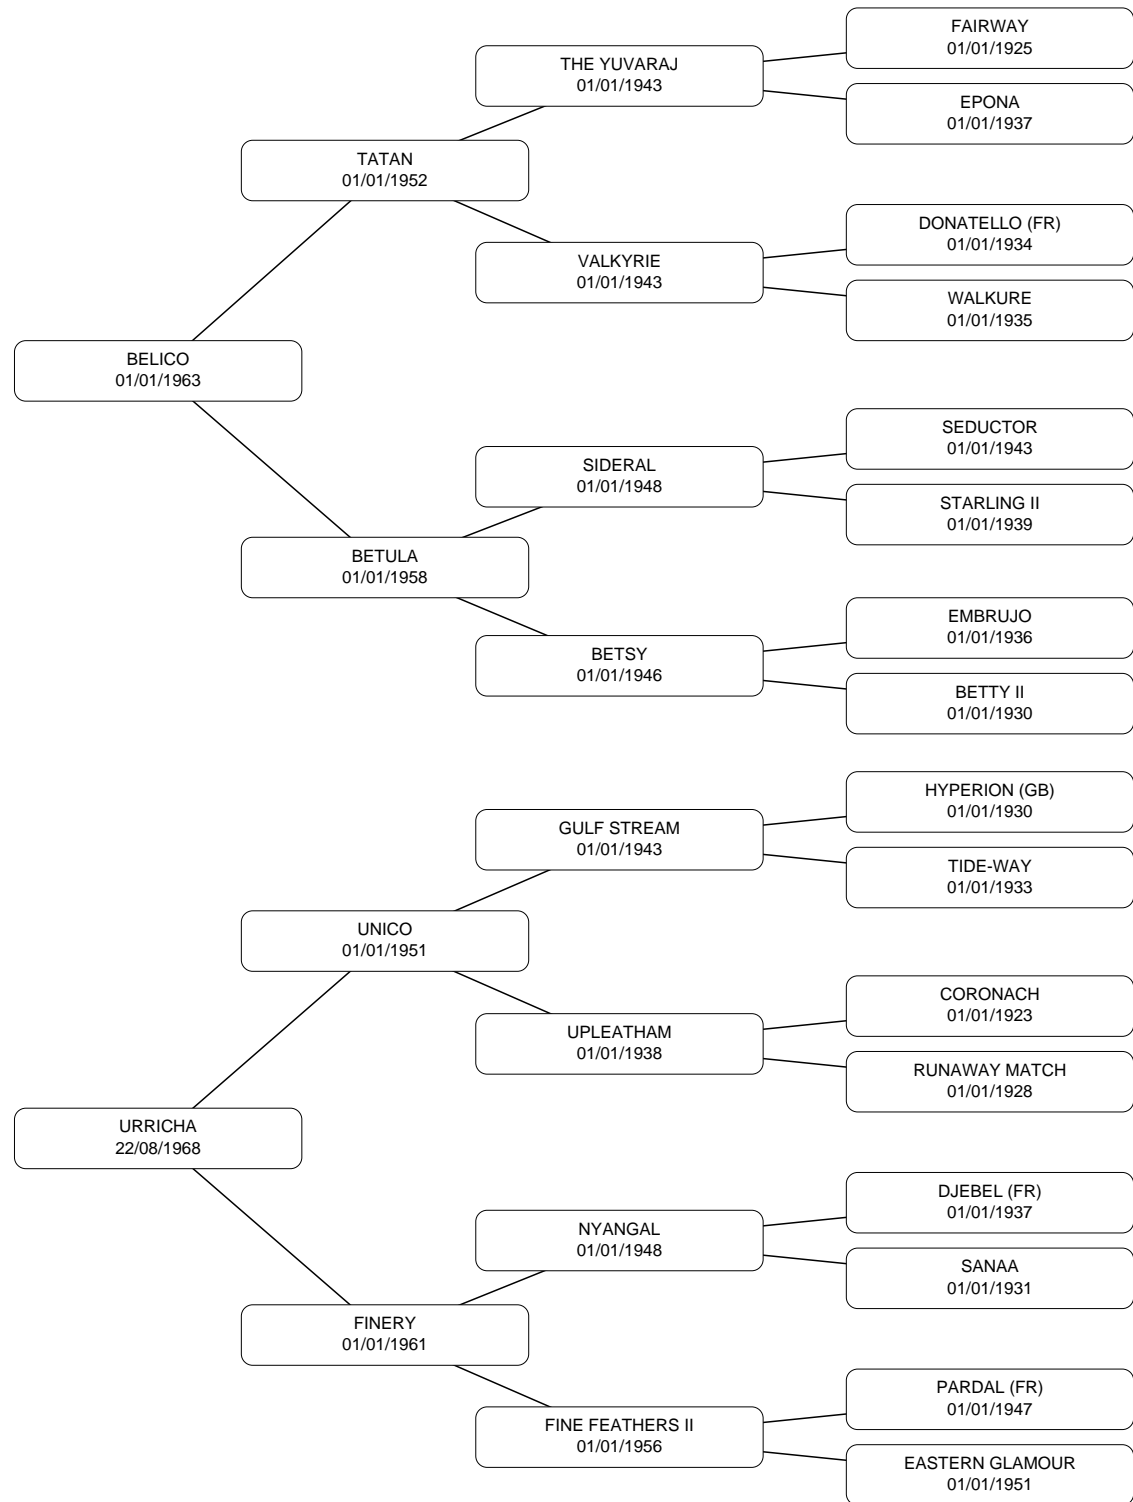 FAIRWAY
01/01/1925
THE YUVARAJ
01/01/1943
EPONA
01/01/1937
TATAN
01/01/1952
DONATELLO (FR)
01/01/1934
VALKYRIE
01/01/1943
WALKURE
01/01/1935
BELICO
01/01/1963
SEDUCTOR
01/01/1943
SIDERAL
01/01/1948
STARLING II
01/01/1939
BETULA
01/01/1958
EMBRUJO
01/01/1936
BETSY
01/01/1946
BETTY II
01/01/1930
HYPERION (GB)
01/01/1930
GULF STREAM
01/01/1943
TIDE-WAY
01/01/1933
UNICO
01/01/1951
CORONACH
01/01/1923
UPLEATHAM
01/01/1938
RUNAWAY MATCH
01/01/1928
URRICHA
22/08/1968
DJEBEL (FR)
01/01/1937
NYANGAL
01/01/1948
SANAA
01/01/1931
FINERY
01/01/1961
PARDAL (FR)
01/01/1947
FINE FEATHERS II
01/01/1956
EASTERN GLAMOUR
01/01/1951